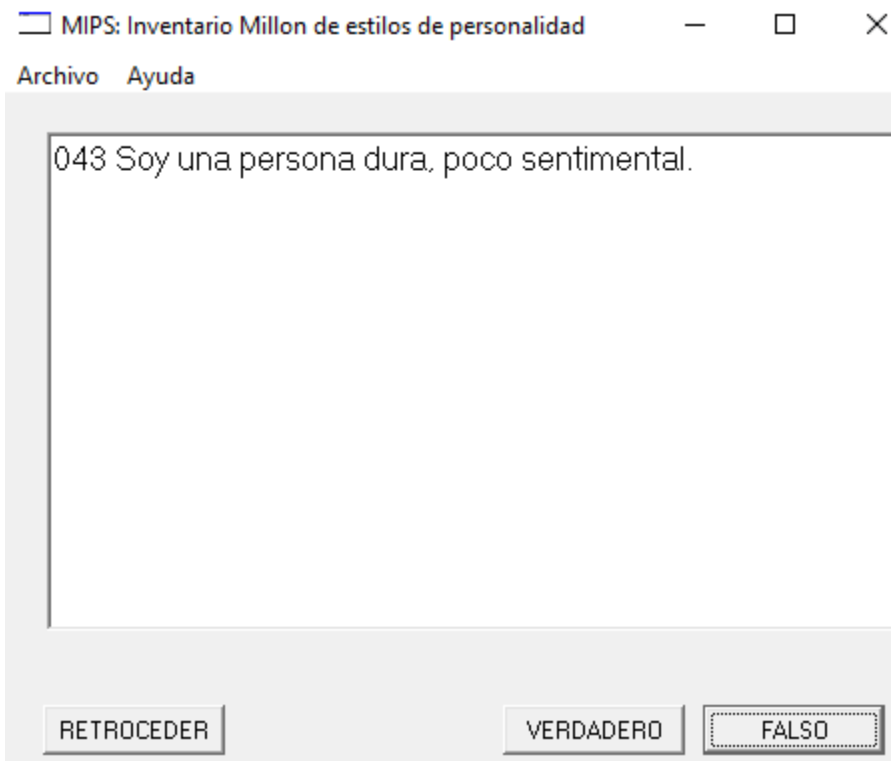 MIPS: Inventario Millon de estilos de personalidad
Archivo Ayuda
043 Soy una persona dura, poco sentimental.
RETROCEDER VERDADERO FALSO